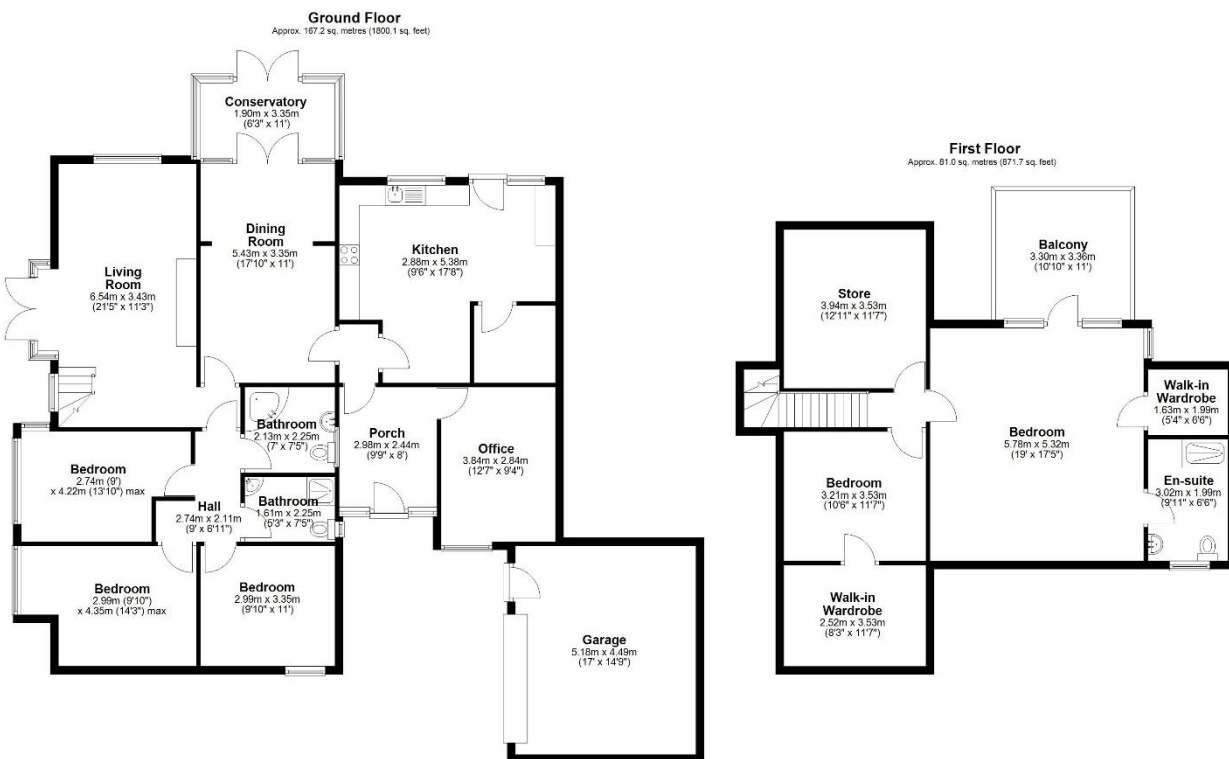 Ground Floor
Approx. 167.2 sq. metres (1800.1 sq. feet)
Conservatory
1.90m x 3.35m
(6'3" x 11')
Living
Room
6.54m x 3.43m
(21'5" x 11'3")
Dining
Room
5.43m x 3.35m
(17'10" x 11')
Kitchen
2.88m x 5.38m
(9'6" x 17'8")
Bathroom
2.13m x 2.25m
(7' x 7'5")
Porch
2.98m x 2.44m
(9'9" x 8')
Office
3.84m x 2.84m
(12'7" x 9'4")
Bedroom
2.74m (9')
x 4.22m (13'10") max
Hall
2.74m x 2.11m
(9' x 6'11")
Bathroom
1.61m x 2.25m
(5'3" x 7'5")
Bedroom
2.99m (9'10")
x 4.35m (14'3") max
Bedroom
2.99m x 3.35m
(9'10" x 11')
Garage
5.18m x 4.49m
(17' x 14'9")
First Floor
Approx. 81.0 sq. metres (871.7 sq. feet)
Balcony
3.30m x 3.36m
(10'10" x 11')
Store
3.94m x 3.53m
(12'11" x 11'7")
Walk-in
Wardrobe
1.63m x 1.99m
(5'4" x 6'6")
Bedroom
5.78m x 5.32m
(19' x 17'5")
Bedroom
3.21m x 3.53m
(10'6" x 11'7")
En-suite
3.02m x 1.99m
(9'11" x 6'6")
Walk-in
Wardrobe
2.52m x 3.53m
(8'3" x 11'7")